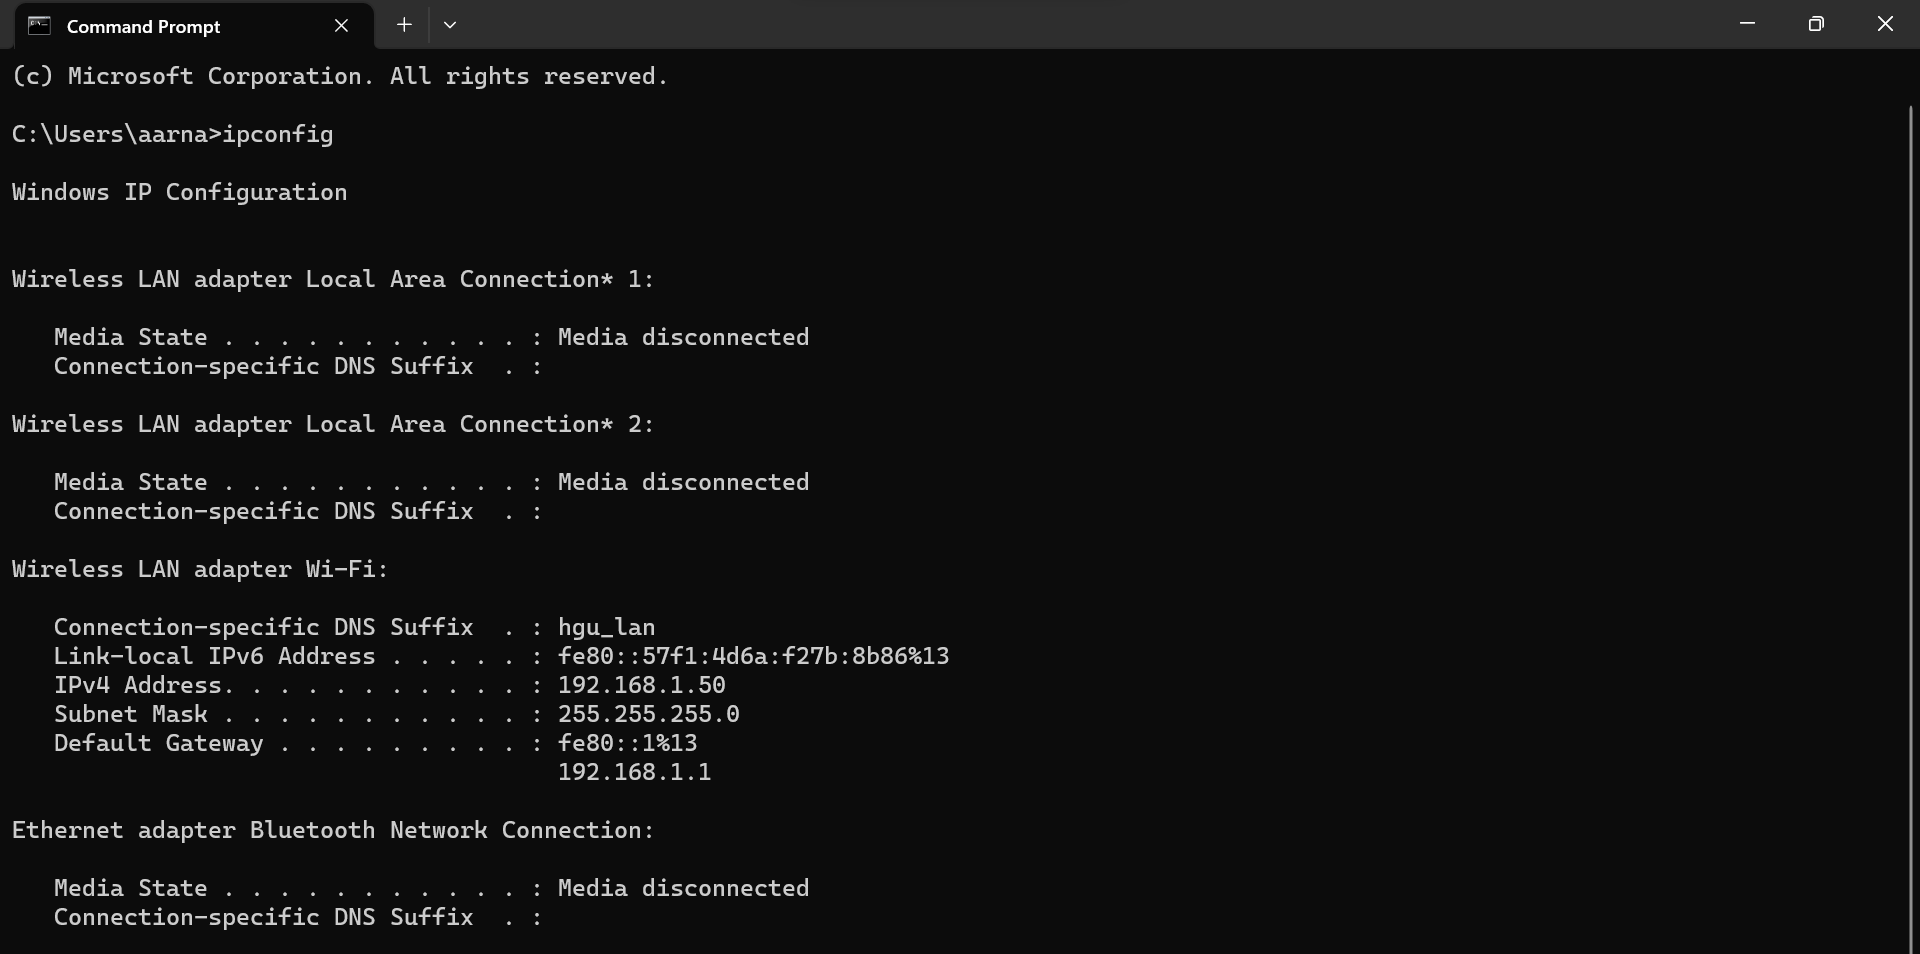 Command Prompt
(c) Microsoft Corporation. All rights reserved.
C:\Users\aarna>ipconfig
Windows IP Configuration
Wireless LAN adapter Local Area Connection* 1:
Media State . . . . . . . . . . . : Media disconnected
Connection-specific DNS Suffix  . :
Wireless LAN adapter Local Area Connection* 2:
Media State . . . . . . . . . . . : Media disconnected
Connection-specific DNS Suffix  . :
Wireless LAN adapter Wi-Fi:
Connection-specific DNS Suffix  . : hgu_lan
Link-local IPv6 Address . . . . . : fe80::57f1:4d6a:f27b:8b86%13
IPv4 Address. . . . . . . . . . . : 192.168.1.50
Subnet Mask . . . . . . . . . . . : 255.255.255.0
Default Gateway . . . . . . . . . : fe80::1%13
192.168.1.1
Ethernet adapter Bluetooth Network Connection:
Media State . . . . . . . . . . . : Media disconnected
Connection-specific DNS Suffix  . :